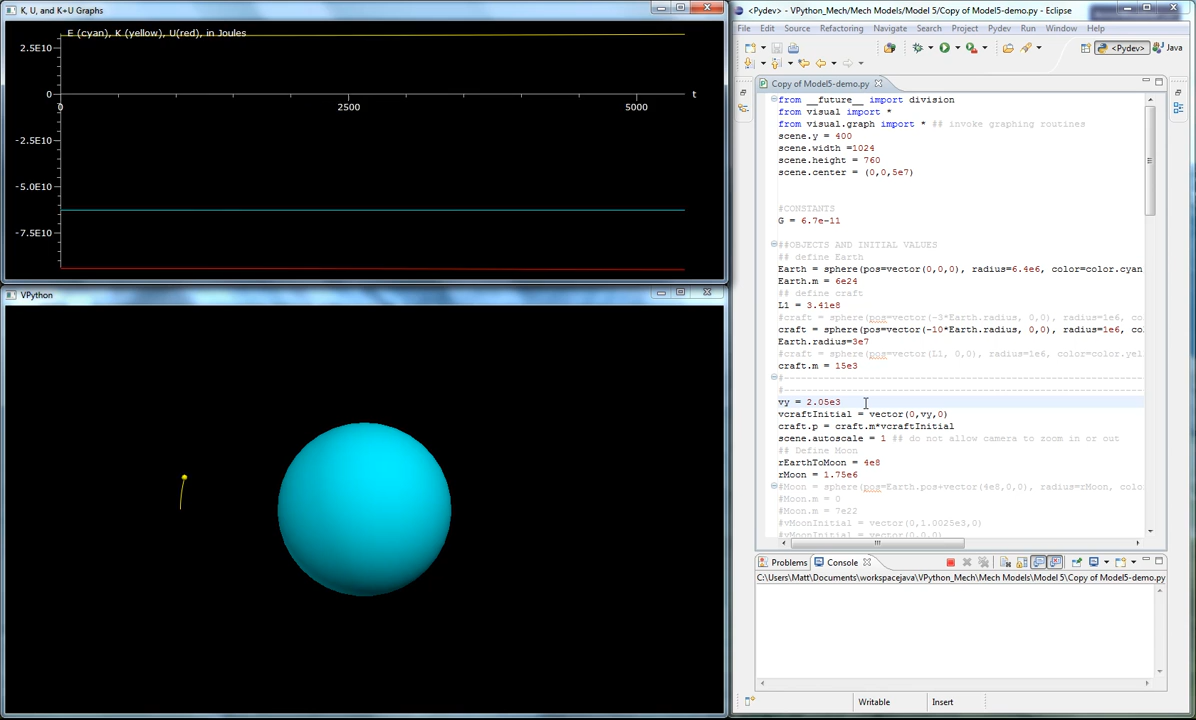 K, U, and K+U Graphs
E (cyan), K (yellow), U(red), in Joules
2.5E10
0
0
2500
5000
t
-2.5E10
-5.0E10
-7.5E10
VPython
<Pydev> - VPython_Mech/Mech Models/Model 5/Copy of Model5-demo.py - Eclipse
File Edit Source Refactoring Navigate Search Project Pydev Run Window Help
<Pydev> Java
Copy of Model5-demo.py
from __future__ import division
from visual import *
from visual.graph import * ## invoke graphing routines
scene.y = 400
scene.width =1024
scene.height = 760
scene.center = (0,0,5e7)
#CONSTANTS
G = 6.7e-11
##OBJECTS AND INITIAL VALUES
## define Earth
Earth = sphere(pos=vector(0,0,0), radius=6.4e6, color=color.cyan
Earth.m = 6e24
## define craft
L1 = 3.41e8
#craft = sphere(pos=vector(-3*Earth.radius, 0,0), radius=1e6, co
craft = sphere(pos=vector(-10*Earth.radius, 0,0), radius=1e6, co
Earth.radius=3e7
#craft = sphere(pos=vector(L1, 0,0), radius=1e6, color=color.yel
craft.m = 15e3
vy = 2.05e3
vcraftInitial = vector(0,vy,0)
craft.p = craft.m*vcraftInitial
scene.autoscale = 1 ## do not allow camera to zoom in or out
## Define Moon
rEarthToMoon = 4e8
rMoon = 1.75e6
#Moon = sphere(pos=Earth.pos+vector(4e8,0,0), radius=rMoon, colo
#Moon.m = 0
#Moon.m = 7e22
#vMoonInitial = vector(0,1.0025e3,0)
#vMoonInitial = vector(0,0,0)
Problems Console
C:\Users\Matt\Documents\workspacejava\VPython_Mech\Mech Models\Model 5\Copy of Model5-demo.py
Writable Insert